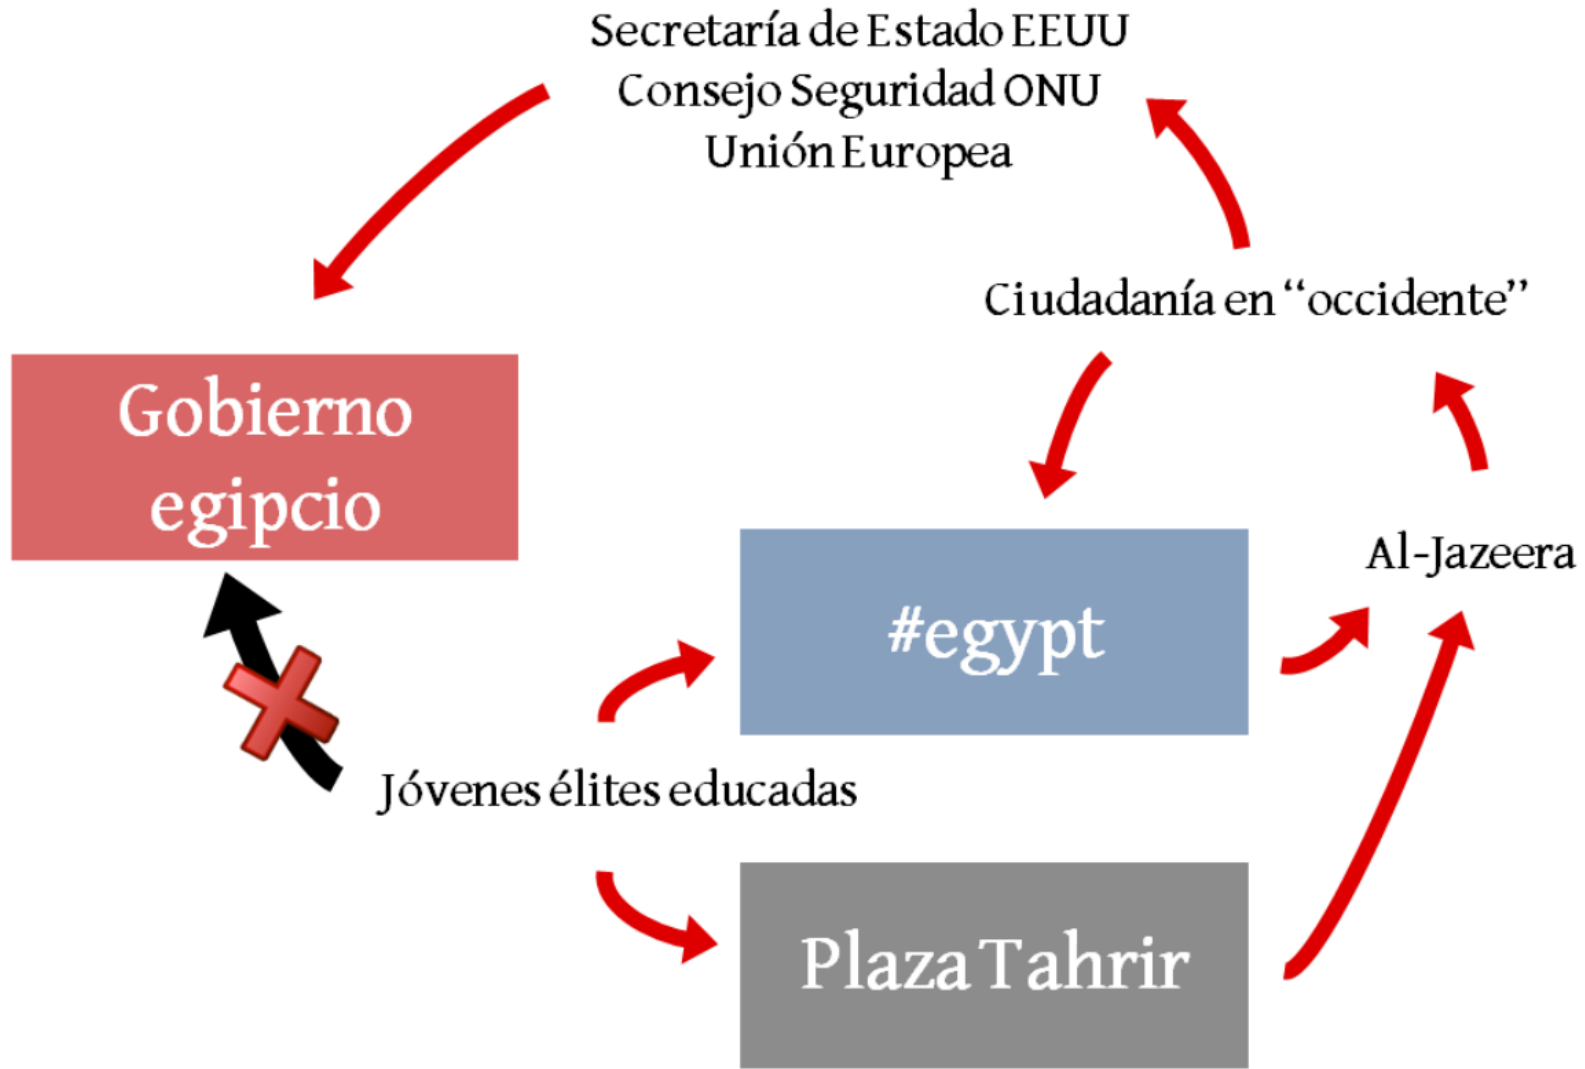 Secretaría de Estado EEUU
Consejo Seguridad ONU
Unión Europea
Ciudadanía en “occidente”
Gobierno
egipcio
Al-Jazeera
#egypt
Jóvenes élites educadas
Plaza Tahrir